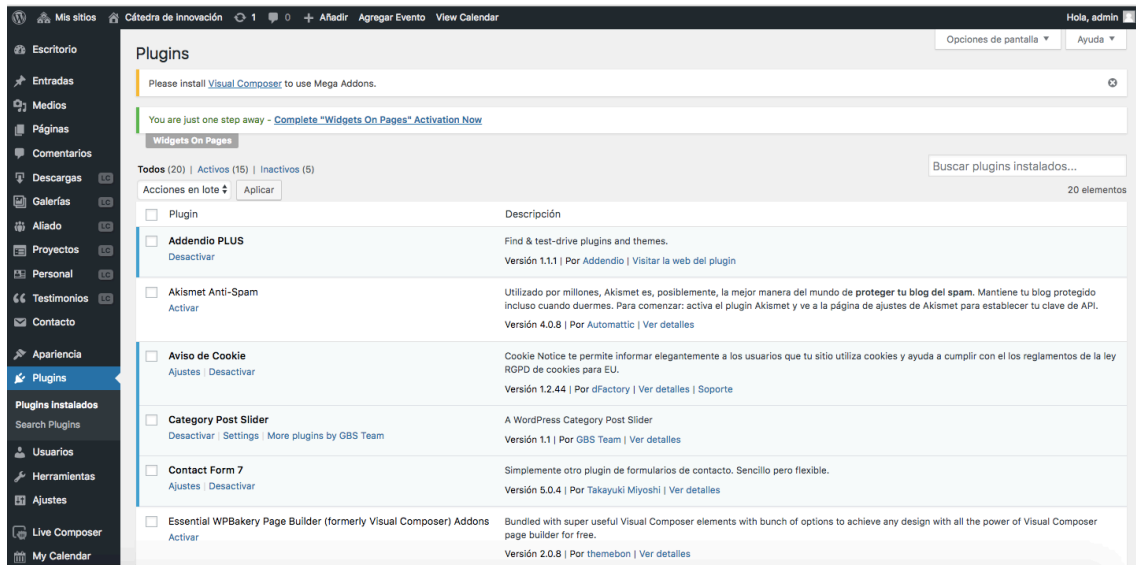 Mis sitios Cátedra de innovación 1 0 + Añadir Agregar Evento View Calendar Hola, admin
Opciones de pantalla ▼ Ayuda ▼
Escritorio
Entradas
Medios
Páginas
Comentarios
Descargas LC
Galerías LC
Aliado LC
Proyectos LC
Personal LC
Testimonios LC
Contacto
Apariencia
Plugins
Plugins instalados
Search Plugins
Usuarios
Herramientas
Ajustes
Live Composer
My Calendar
Plugins
Please install Visual Composer to use Mega Addons.
You are just one step away - Complete "Widgets On Pages" Activation Now
Widgets On Pages
Todos (20) | Activos (15) | Inactivos (5)
Buscar plugins instalados...
Acciones en lote Aplicar
20 elementos
Plugin Descripción
Addendio PLUS
Desactivar
Find & test-drive plugins and themes.
Versión 1.1.1 | Por Addendio | Visitar la web del plugin
Akismet Anti-Spam
Activar
Utilizado por millones, Akismet es, posiblemente, la mejor manera del mundo de proteger tu blog del spam. Mantiene tu blog protegido
incluso cuando duermes. Para comenzar: activa el plugin Akismet y ve a la página de ajustes de Akismet para establecer tu clave de API.
Versión 4.0.8 | Por Automattic | Ver detalles
Aviso de Cookie
Ajustes | Desactivar
Cookie Notice te permite informar elegantemente a los usuarios que tu sitio utiliza cookies y ayuda a cumplir con el los reglamentos de la ley
RGPD de cookies para EU.
Versión 1.2.44 | Por dFactory | Ver detalles | Soporte
Category Post Slider
Desactivar | Settings | More plugins by GBS Team
A WordPress Category Post Slider
Versión 1.1 | Por GBS Team | Ver detalles
Contact Form 7
Ajustes | Desactivar
Simplemente otro plugin de formularios de contacto. Sencillo pero flexible.
Versión 5.0.4 | Por Takayuki Miyoshi | Ver detalles
Essential WPBakery Page Builder (formerly Visual Composer) Addons
Activar
Bundled with super useful Visual Composer elements with bunch of options to achieve any design with all the power of Visual Composer
page builder for free.
Versión 2.0.8 | Por themebon | Ver detalles